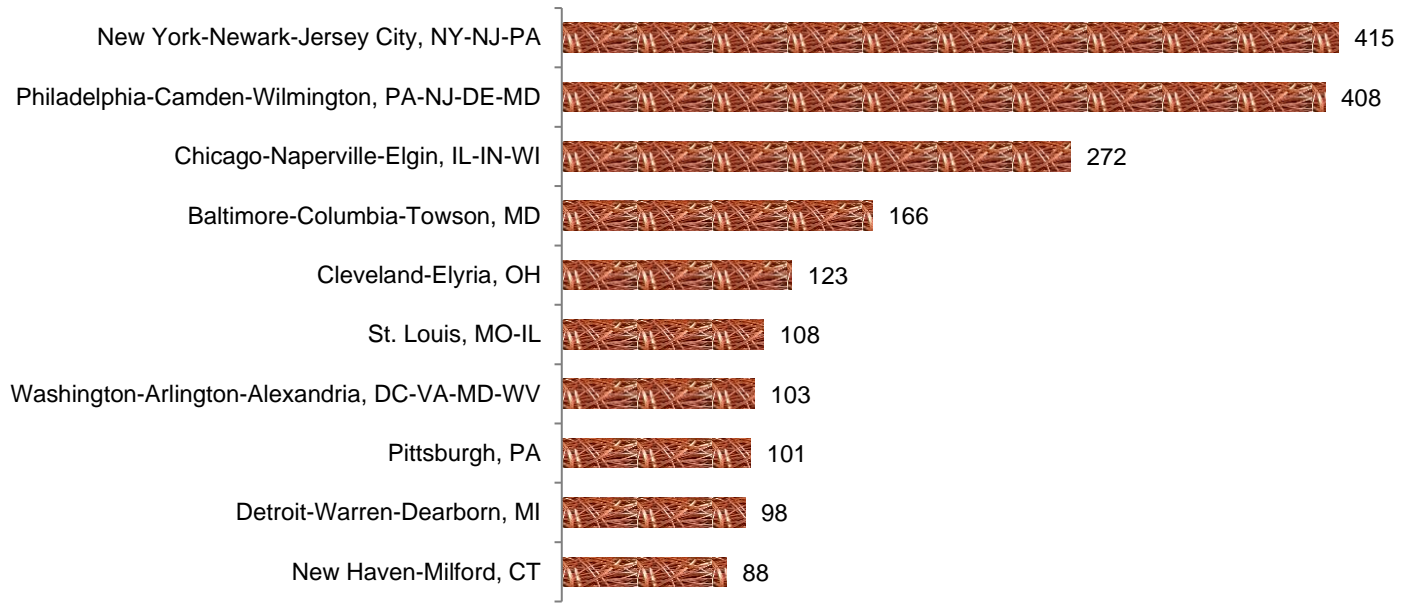 New York-Newark-Jersey City, NY-NJ-PA 415
Philadelphia-Camden-Wilmington, PA-NJ-DE-MD 408
Chicago-Naperville-Elgin, IL-IN-WI 272
Baltimore-Columbia-Towson, MD 166
Cleveland-Elyria, OH 123
St. Louis, MO-IL 108
Washington-Arlington-Alexandria, DC-VA-MD-WV 103
Pittsburgh, PA 101
Detroit-Warren-Dearborn, MI 98
New Haven-Milford, CT 88